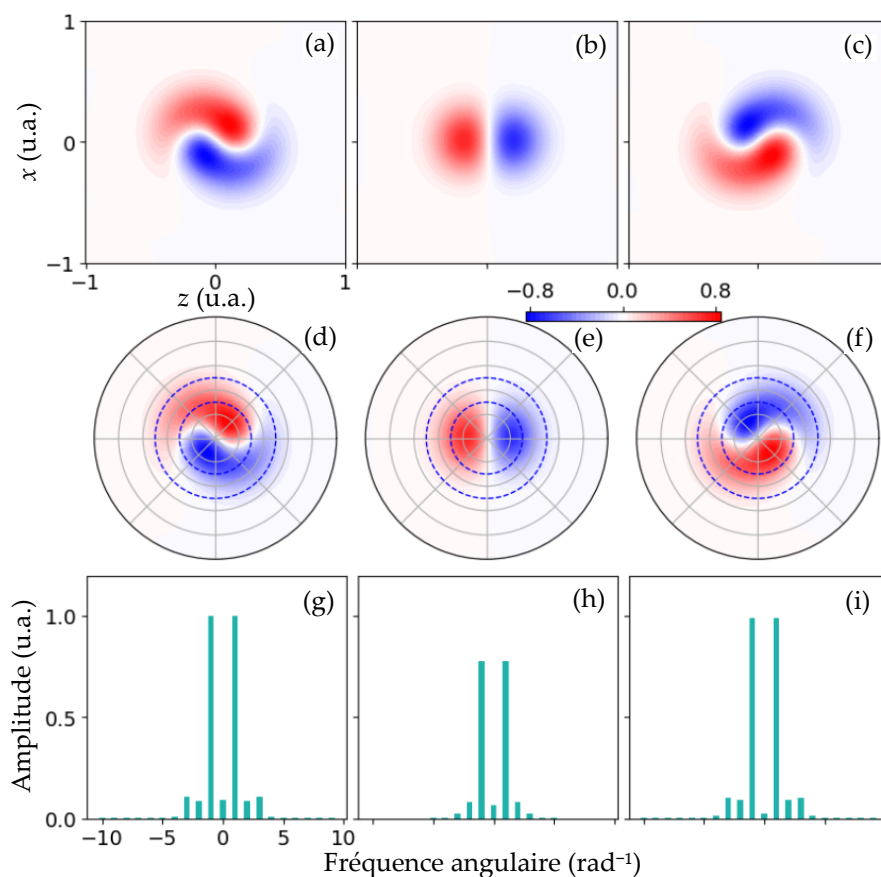 1
(a)
(b)
(c)
x (u.a.)
0
−1
−1
0
1
z (u.a.)
−0.8
0.0
0.8
(d)
(e)
(f)
(g)
(h)
(i)
Amplitude (u.a.)
1.0
0.5
0.0
−10
−5
0
5
10
Fréquence angulaire (rad⁻¹)